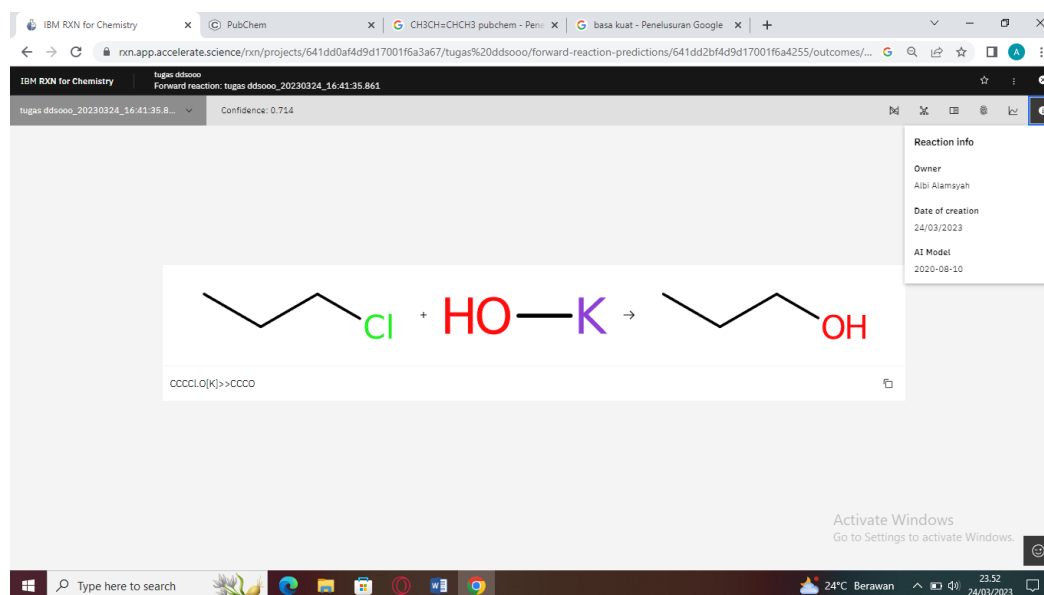 IBM RXN for Chemistry
PubChem
CH3CH=CHCH3 pubchem - Pene
basa kuat - Penelusuran Google
rxn.app.accelerate.science/rxn/projects/641dd0af4d9d17001f6a3a67/tugas%20ddsooo/forward-reaction-predictions/641dd2bf4d9d17001f6a4255/outcomes/...
A
IBM RXN for Chemistry
tugas ddsooo
Forward reaction: tugas ddsooo_20230324_16:41:35.861
tugas ddsooo_20230324_16:41:35.8...
Confidence: 0.714
Reaction info
Owner
Albi Alamsyah
Date of creation
24/03/2023
AI Model
2020-08-10
Cl + HO K → OH
CCCCl.O[K]>>CCCO
Activate Windows
Go to Settings to activate Windows.
Type here to search
24°C Berawan
23.52
24/03/2023